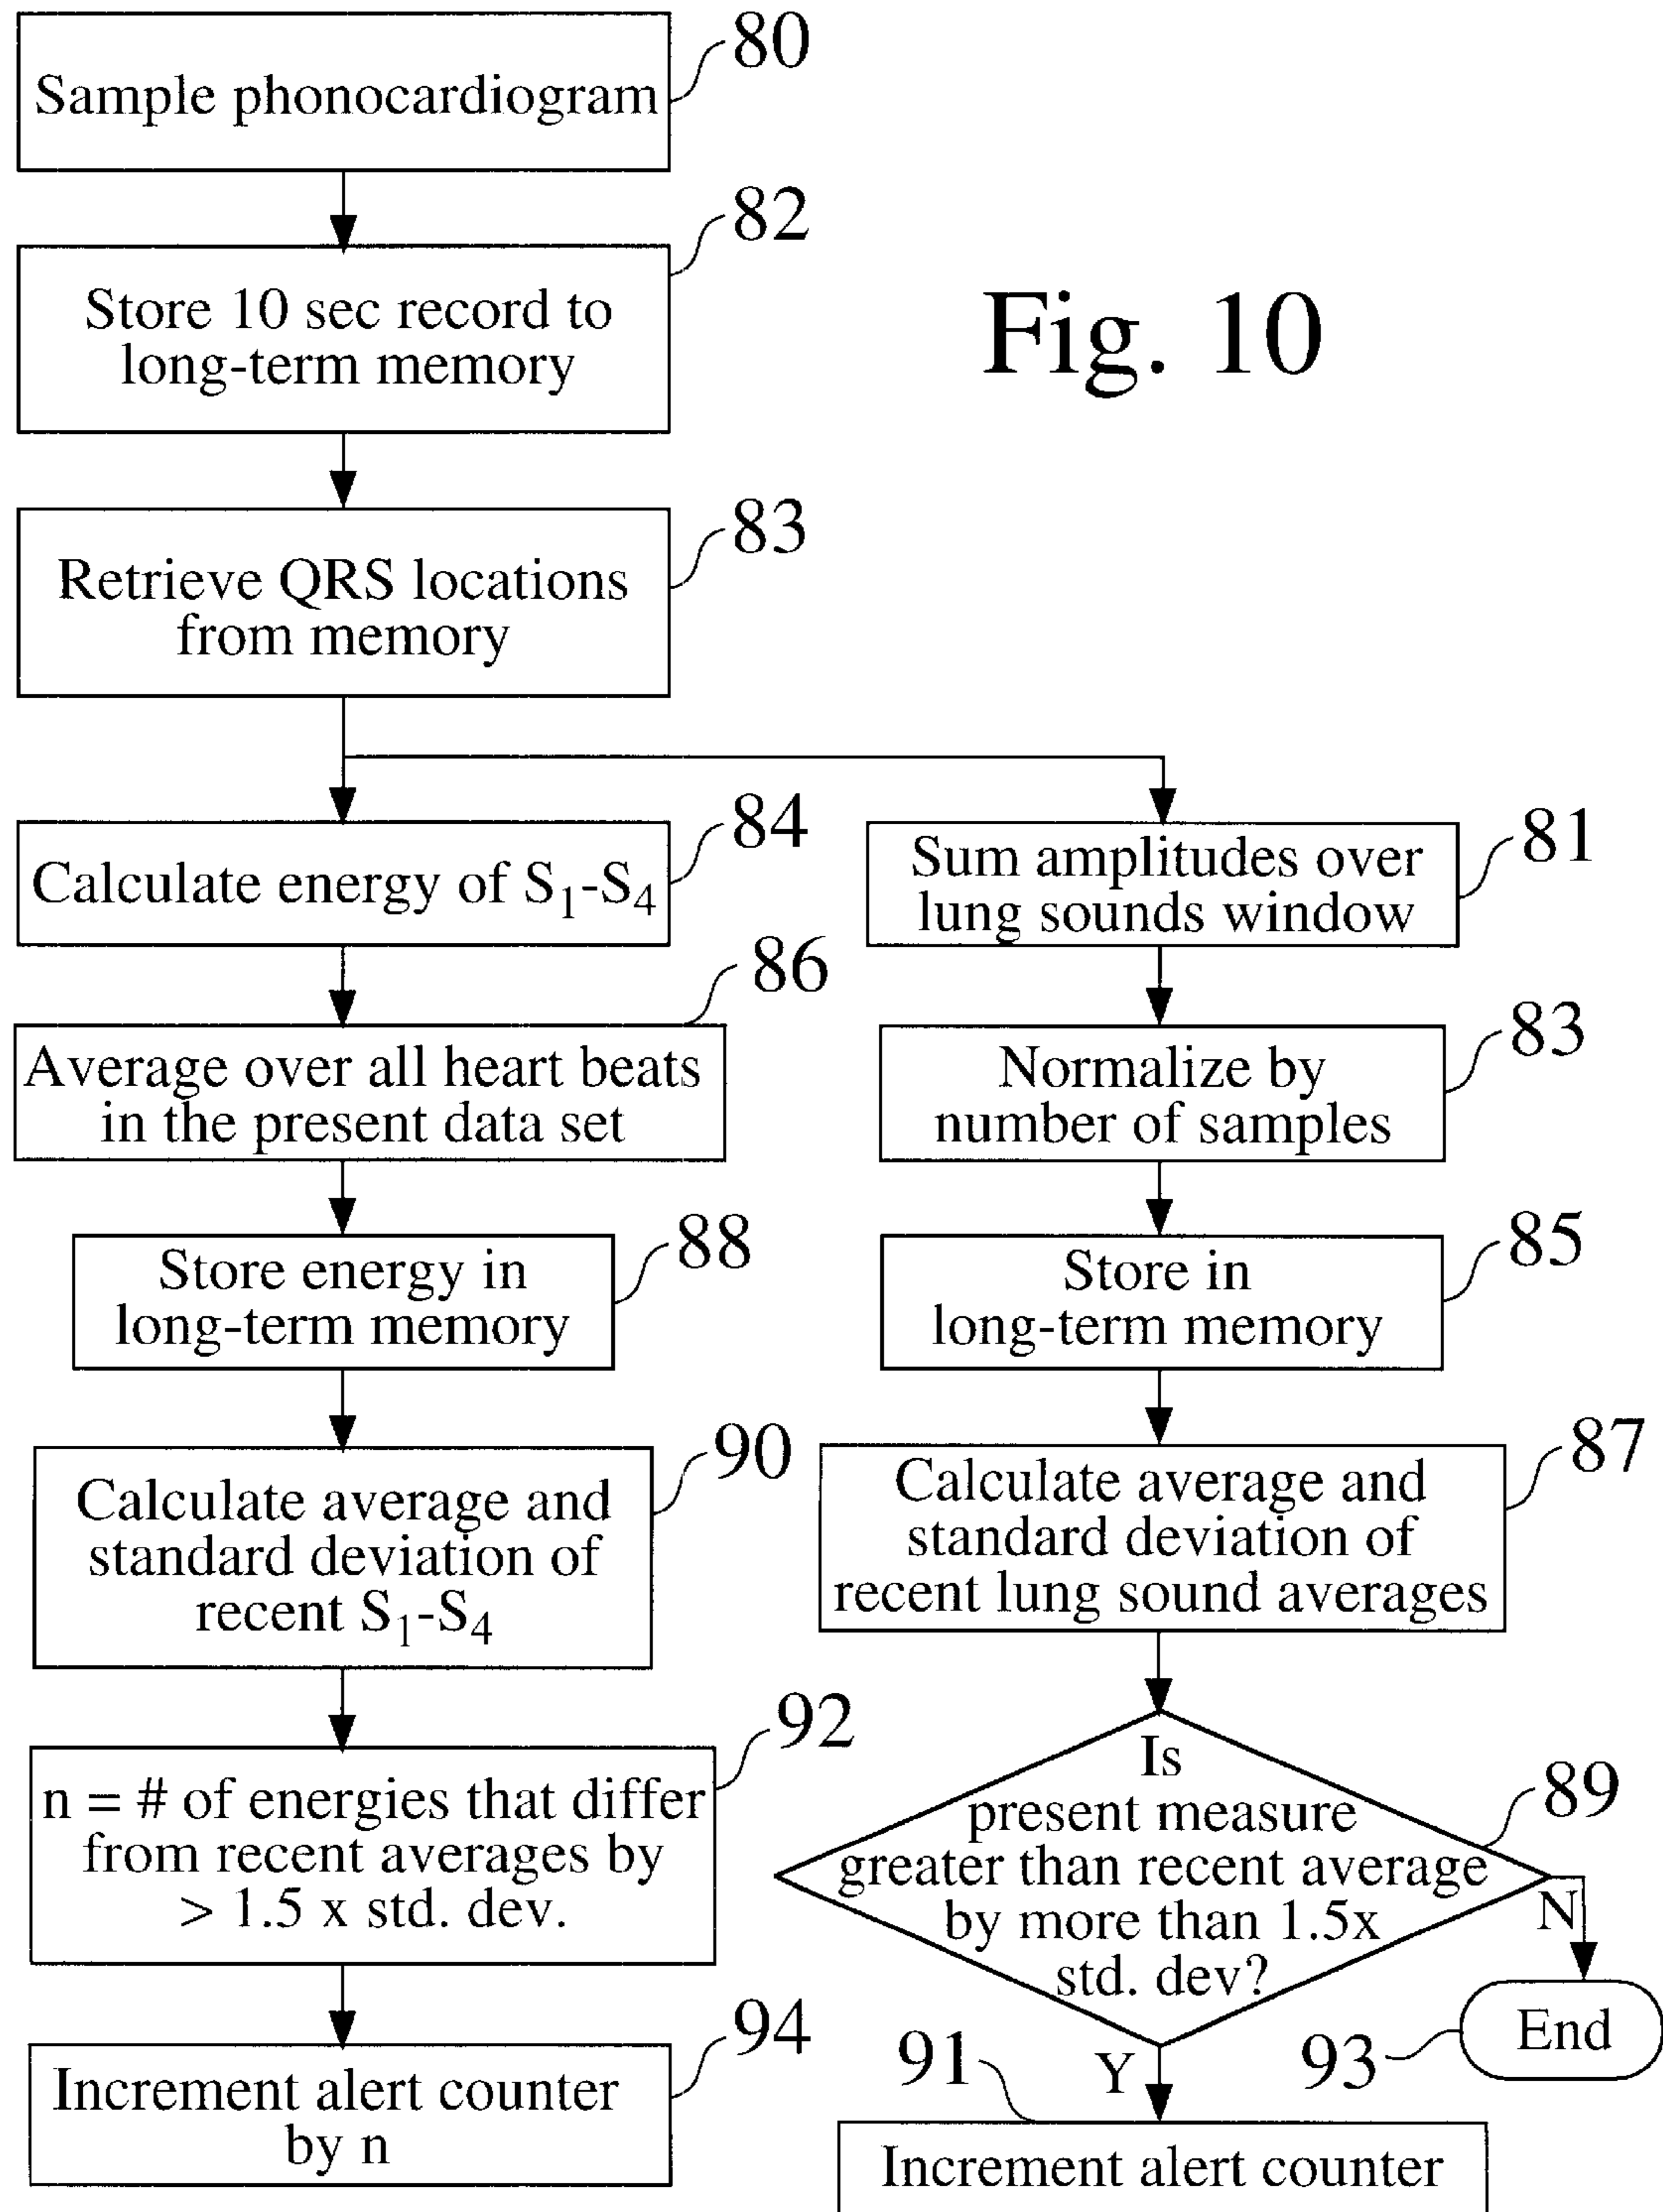 80
Sample phonocardiogram
82
Store 10 sec record to
long-term memory
Fig. 10
83
Retrieve QRS locations
from memory
84
Calculate energy of S1-S4
86
Average over all heart beats
in the present data set
88
Store energy in
long-term memory
90
Calculate average and
standard deviation of
recent S1-S4
92
n = # of energies that differ
from recent averages by
> 1.5 x std. dev.
94
Increment alert counter
by n
81
Sum amplitudes over
lung sounds window
83
Normalize by
number of samples
85
Store in
long-term memory
87
Calculate average and
standard deviation of
recent lung sound averages
89
Is
present measure
greater than recent average
by more than 1.5x
std. dev?
N
End
93
Y
91
Increment alert counter